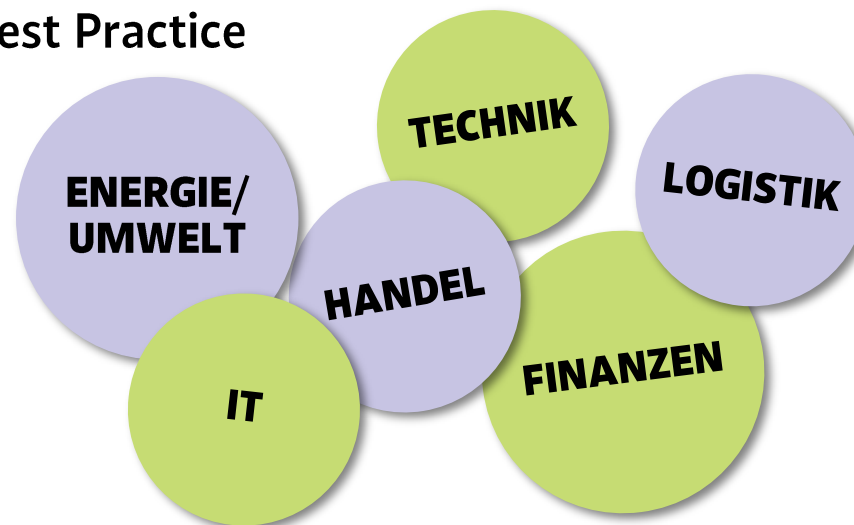 est Practice
TECHNIK
ENERGIE/
UMWELT
LOGISTIK
HANDEL
FINANZEN
IT